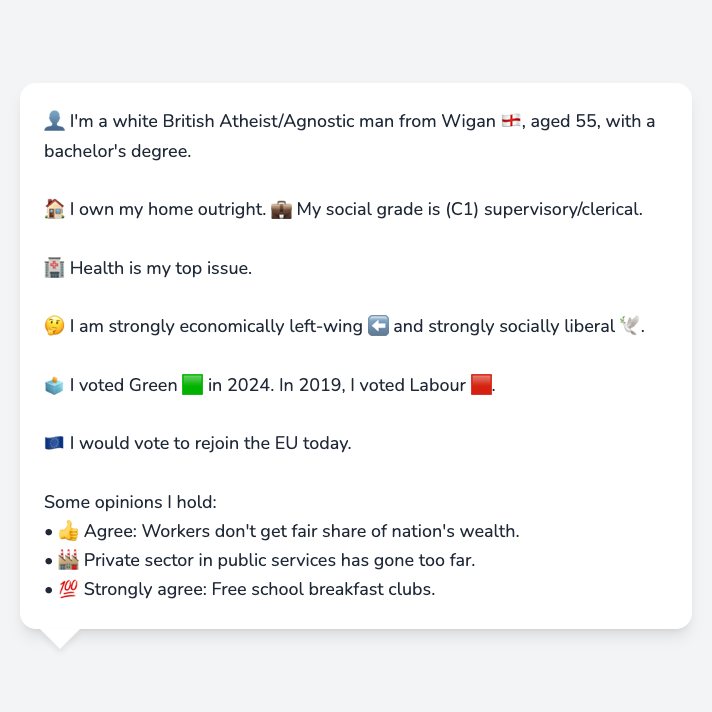 👤 I'm a white British Atheist/Agnostic man from Wigan 🏴󠁧󠁢󠁥󠁮󠁧󠁿, aged 55, with a
bachelor's degree.
🏠 I own my home outright. 💼 My social grade is (C1) supervisory/clerical.
🏥 Health is my top issue.
🤔 I am strongly economically left-wing ⬅️ and strongly socially liberal 🕊️.
🗳️ I voted Green 🟩 in 2024. In 2019, I voted Labour 🟥.
🇪🇺 I would vote to rejoin the EU today.
Some opinions I hold:
• 👍 Agree: Workers don't get fair share of nation's wealth.
• 🏭 Private sector in public services has gone too far.
• 💯 Strongly agree: Free school breakfast clubs.